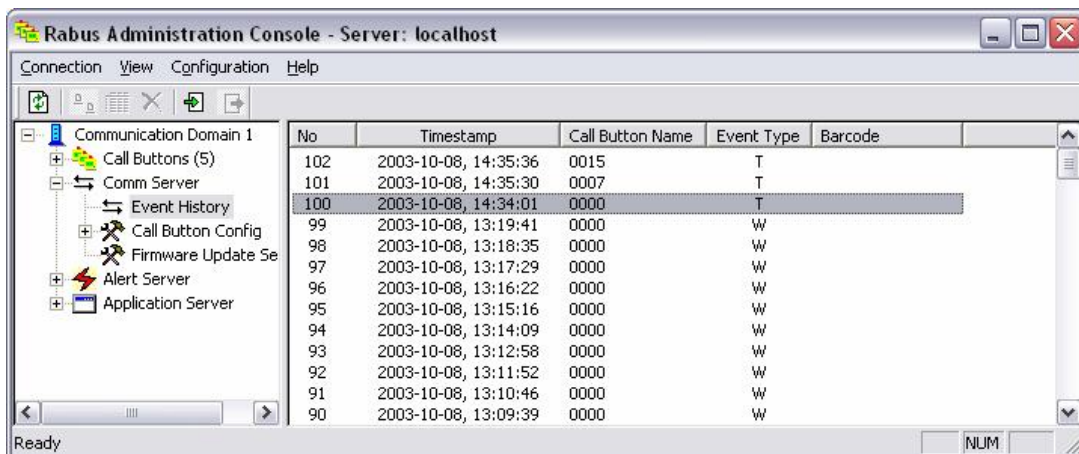 Rabus Administration Console - Server: localhost
Connection View Configuration Help
Communication Domain 1
Call Buttons (5)
Comm Server
Event History
Call Button Config
Firmware Update Se
Alert Server
Application Server
No Timestamp Call Button Name Event Type Barcode
102 2003-10-08, 14:35:36 0015 T
101 2003-10-08, 14:35:30 0007 T
100 2003-10-08, 14:34:01 0000 T
99 2003-10-08, 13:19:41 0000 W
98 2003-10-08, 13:18:35 0000 W
97 2003-10-08, 13:17:29 0000 W
96 2003-10-08, 13:16:22 0000 W
95 2003-10-08, 13:15:16 0000 W
94 2003-10-08, 13:14:09 0000 W
93 2003-10-08, 13:12:58 0000 W
92 2003-10-08, 13:11:52 0000 W
91 2003-10-08, 13:10:46 0000 W
90 2003-10-08, 13:09:39 0000 W
Ready NUM